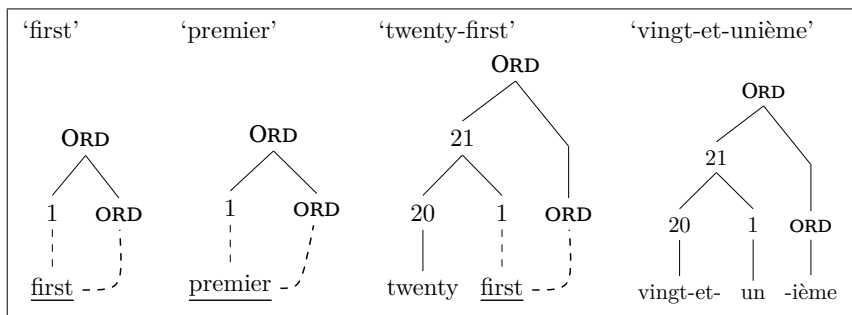 ‘first’ ‘premier’ ‘twenty-first’ ‘vingt-et-unième’
ORD
ORD
ORD ORD
21
21
1 ORD 1 ORD 20 1 ORD 20 1 ORD
first premier twenty first vingt-et- un -ième